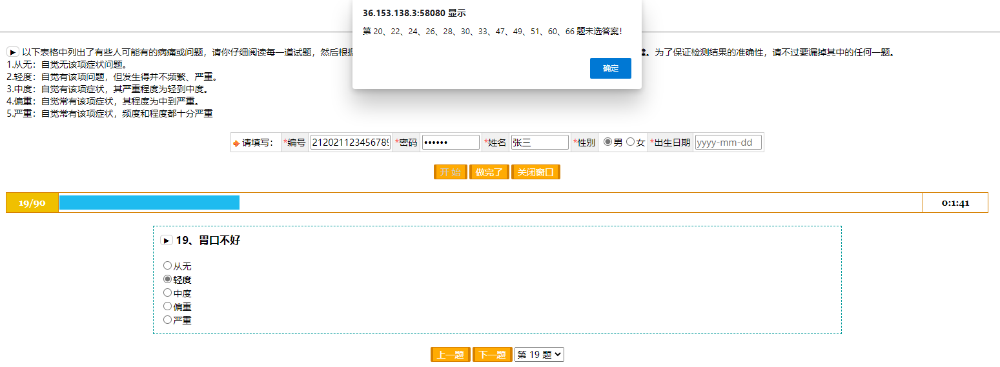 36.153.138.3:58080 显示
第 20、22、24、26、28、30、33、47、49、51、60、66 题未选答案!
确定
以下表格中列出了有些人可能有的病痛或问题，请你仔细阅读每一道试题，然后根据
健。为了保证检测结果的准确性，请不过要漏掉其中的任何一题。
1.从无：自觉无该项症状问题。
2.轻度：自觉有该项问题，但发生得并不频繁、严重。
3.中度：自觉有该项症状，其严重程度为轻到中度。
4.偏重：自觉常有该项症状，其程度为中到严重。
5.严重：自觉常有该项症状，频度和程度都十分严重
请填写： *编号 212021123456789 *密码 •••••• *姓名 张三 *性别 男 女 *出生日期 yyyy-mm-dd
开 始 做完了 关闭窗口
19/90 0:1:41
19、胃口不好
从无
轻度
中度
偏重
严重
上一题 下一题 第 19 题